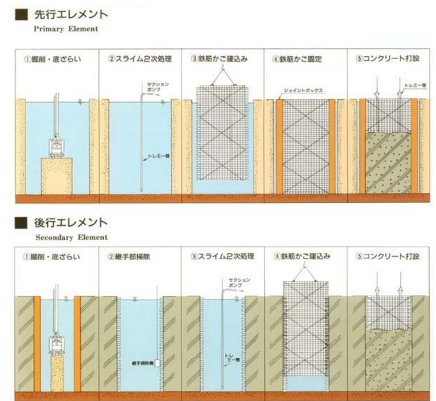 ■ 先行エレメント
Primary Element
①掘削・底ざらい
②スライム2次処理
③鉄筋かご建込み
④鉄筋かご固定
⑤コンクリート打設
サクション
ポンプ
トレミー管
ジョイントボックス
トレミー管
■ 後行エレメント
Secondary Element
①掘削・底ざらい
②継手部掃除
③スライム2次処理
④鉄筋かご建込み
⑤コンクリート打設
継手掃除機
サクション
ポンプ
トレ
ミー管